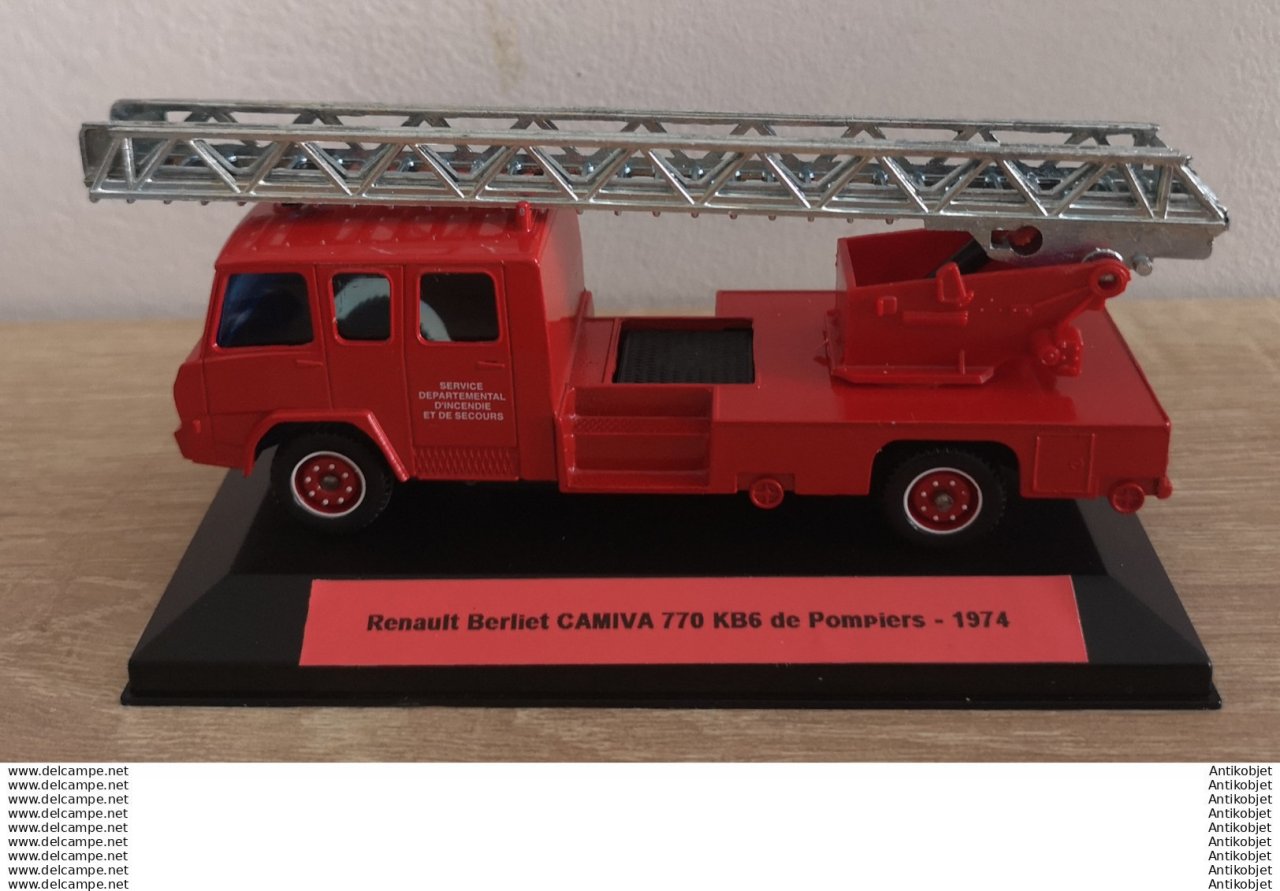 SERVICE
DEPARTEMENTAL
D'INCENDIE
ET DE SECOURS
Renault Berliet CAMIVA 770 KB6 de Pompiers - 1974
www.delcampe.net Antikobjet
www.delcampe.net Antikobjet
www.delcampe.net Antikobjet
www.delcampe.net Antikobjet
www.delcampe.net Antikobjet
www.delcampe.net Antikobjet
www.delcampe.net Antikobjet
www.delcampe.net Antikobjet
www.delcampe.net Antikobjet